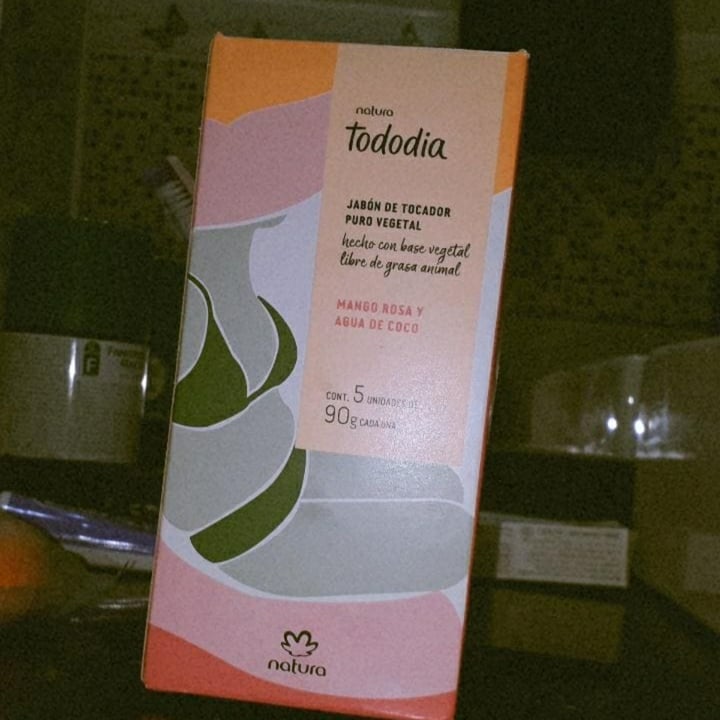 natura
Tododia
JABÓN DE TOCADOR
PURO VEGETAL
hecho con base vegetal
libre de grasa animal
MANGO ROSA Y
AGUA DE COCO
CONT. 5 UNIDADES DE
90g CADA UNA
natura